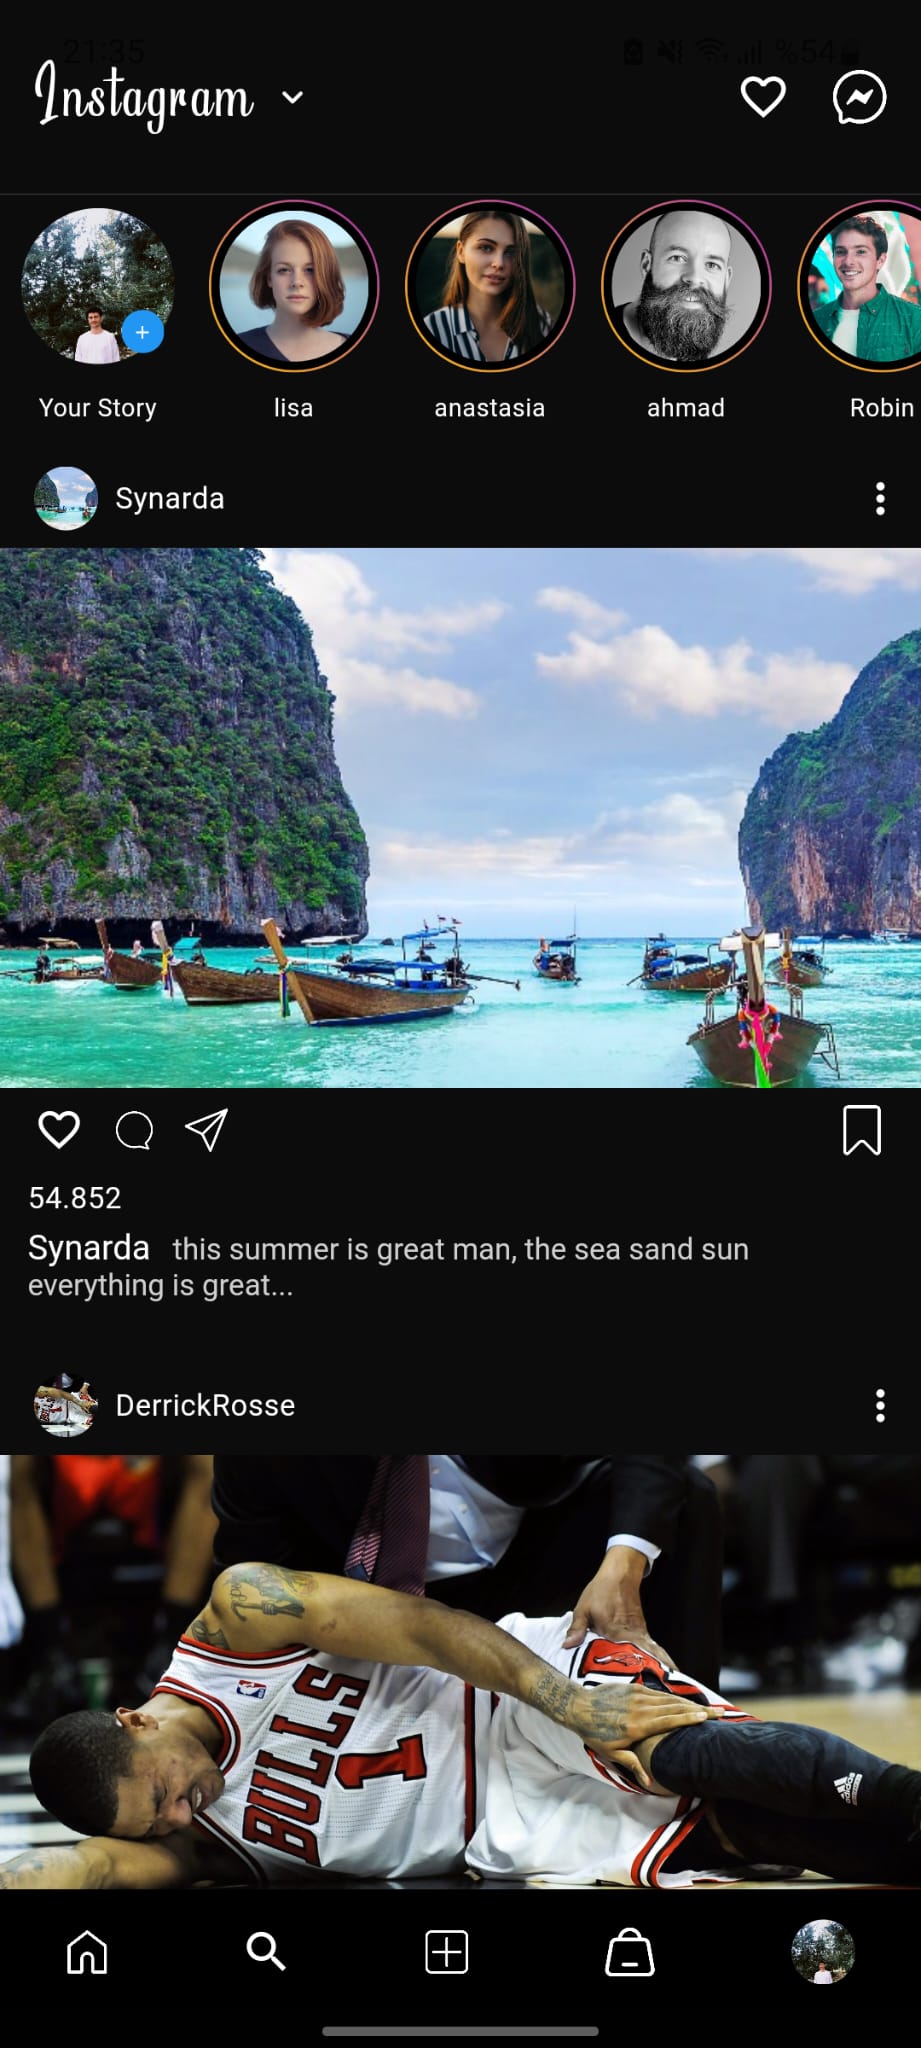 21:35 %54
Instagram
Your Story lisa anastasia ahmad Robin
Synarda
54.852
Synarda this summer is great man, the sea sand sun
everything is great...
DerrickRosse
BULLS
1
adidas